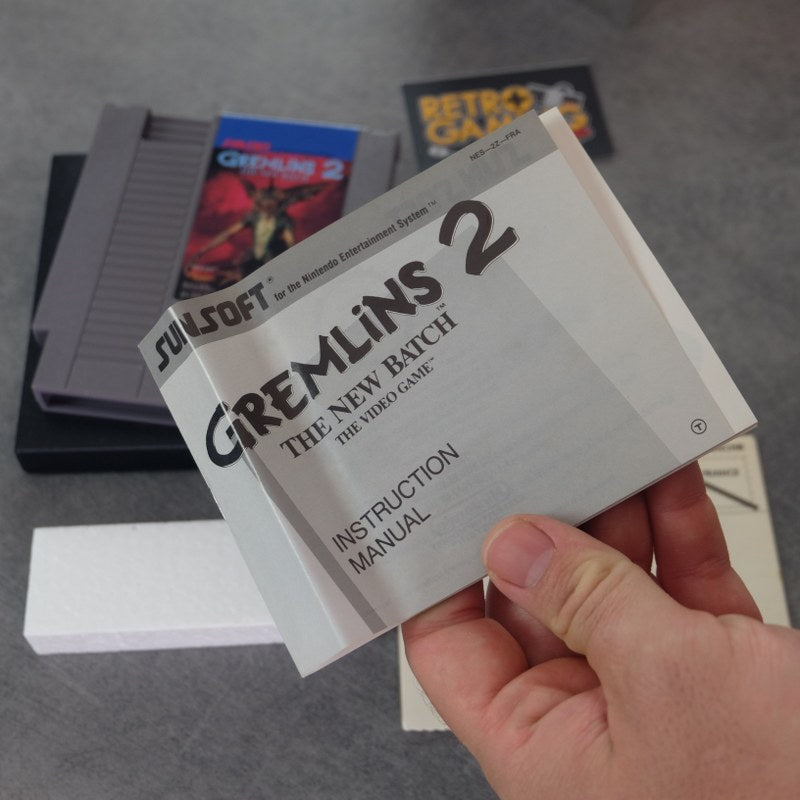 RETRO
GAMING
NES-2Z-FRA
SUNSOFT® for the Nintendo Entertainment System™
GREMLINS 2
THE NEW BATCH™
THE VIDEO GAME™
INSTRUCTION
MANUAL
T
GREMLINS 2